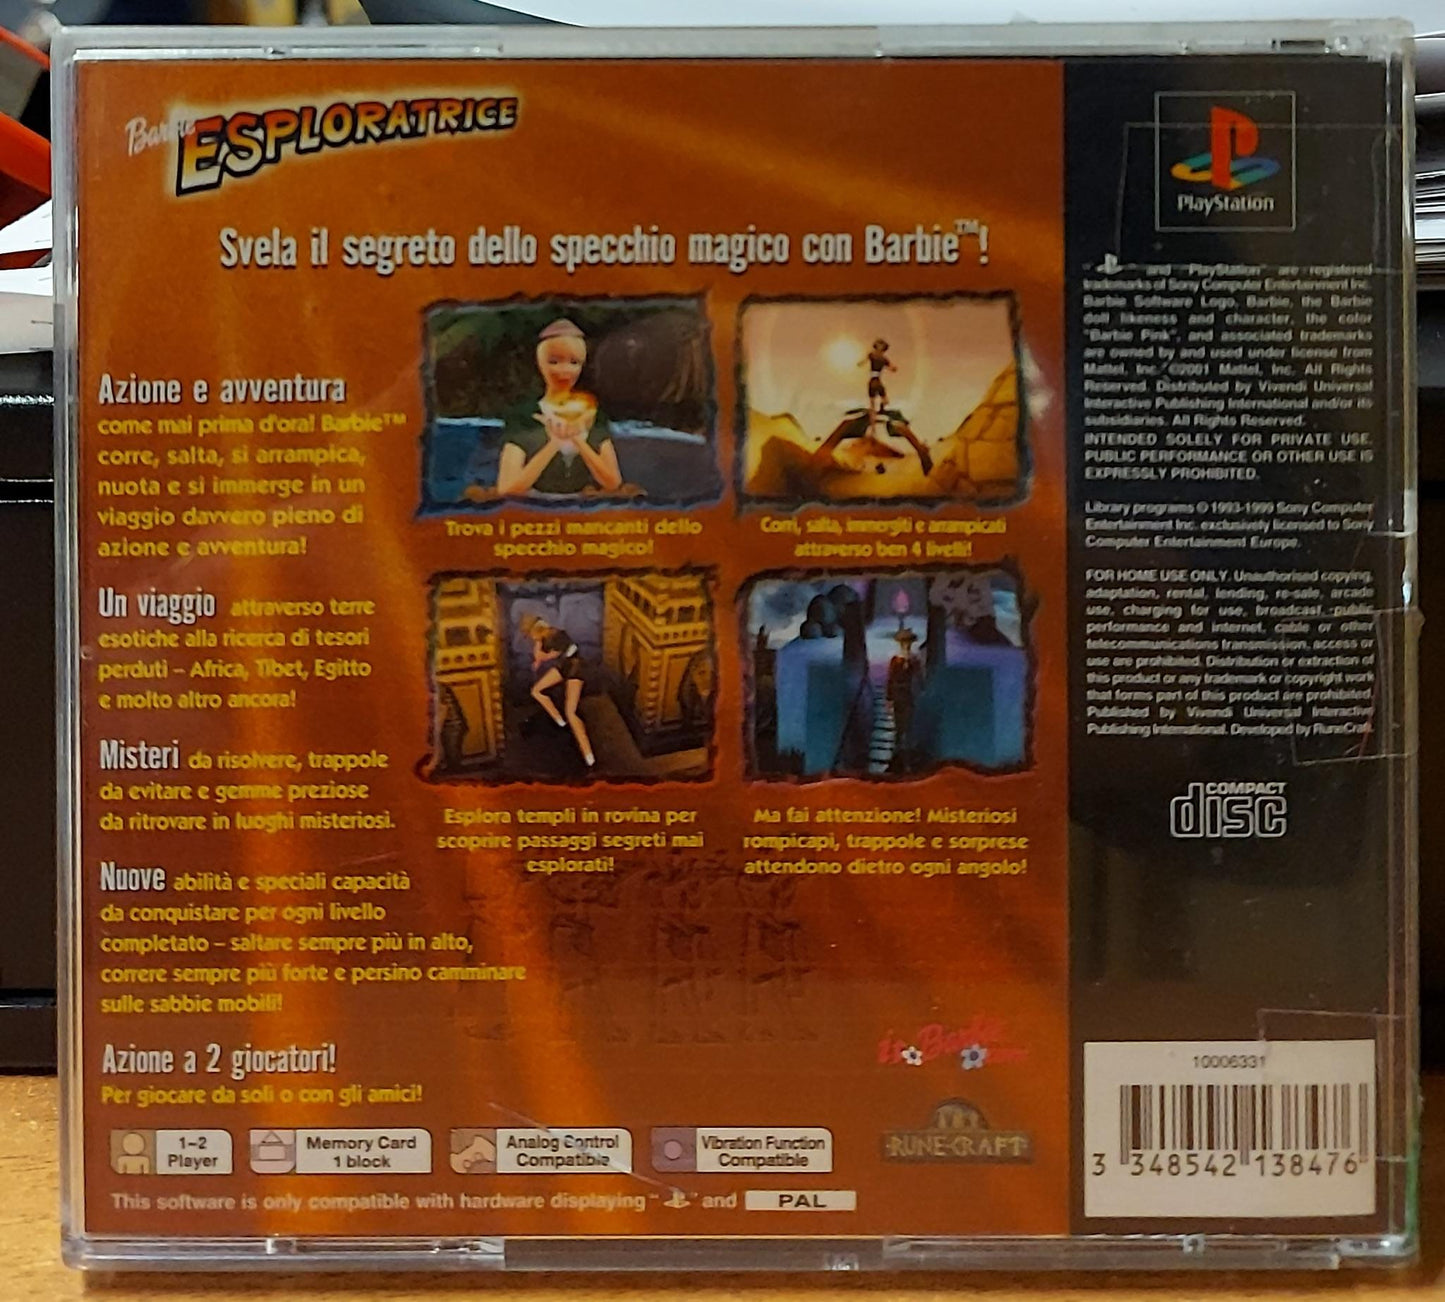 Barbie ESPLORATRICE
Svela il segreto dello specchio magico con Barbie™!
Azione e avventura
come mai prima d'ora! Barbie™
corre, salta, si arrampica,
nuota e si immerge in un
viaggio davvero pieno di
azione e avventura!
Un viaggio attraverso terre
esotiche alla ricerca di tesori
perduti – Africa, Tibet, Egitto
e molto altro ancora!
Misteri da risolvere, trappole
da evitare e gemme preziose
da ritrovare in luoghi misteriosi.
Nuove abilità e speciali capacità
da conquistare per ogni livello
completato – saltare sempre più in alto,
correre sempre più forte e persino camminare
sulle sabbie mobili!
Azione a 2 giocatori!
Per giocare da soli o con gli amici!
Trova i pezzi mancanti dello
specchio magico!
Corri, salta, immergiti e arrampicati
attraverso ben 4 livelli!
Esplora templi in rovina per
scoprire passaggi segreti mai
esplorati!
Ma fai attenzione! Misteriosi
rompicapi, trappole e sorprese
attendono dietro ogni angolo!
1-2
Player
Memory Card
1 block
Analog Control
Compatible
Vibration Function
Compatible
Barbie
RUNECRAFT
This software is only compatible with hardware displaying " " and PAL
PlayStation
" " and "PlayStation" are registered
trademarks of Sony Computer Entertainment Inc.
Barbie Software Logo, Barbie, the Barbie
doll likeness and character, the color
"Barbie Pink", and associated trademarks
are owned by and used under license from
Mattel, Inc. ©2001 Mattel, Inc. All Rights
Reserved. Distributed by Vivendi Universal
Interactive Publishing International and/or its
subsidiaries. All Rights Reserved.
INTENDED SOLELY FOR PRIVATE USE.
PUBLIC PERFORMANCE OR OTHER USE IS
EXPRESSLY PROHIBITED.
Library programs © 1993-1999 Sony Computer
Entertainment Inc. exclusively licensed to Sony
Computer Entertainment Europe.
FOR HOME USE ONLY. Unauthorised copying,
adaptation, rental, lending, re-sale, arcade
use, charging for use, broadcast, public
performance and internet, cable or other
telecommunications transmission, access or
use are prohibited. Distribution or extraction of
this product or any trademark or copyright work
that forms part of this product are prohibited.
Published by Vivendi Universal Interactive
Publishing International. Developed by RuneCraft.
COMPACT
disc
10006331
3 348542 138476